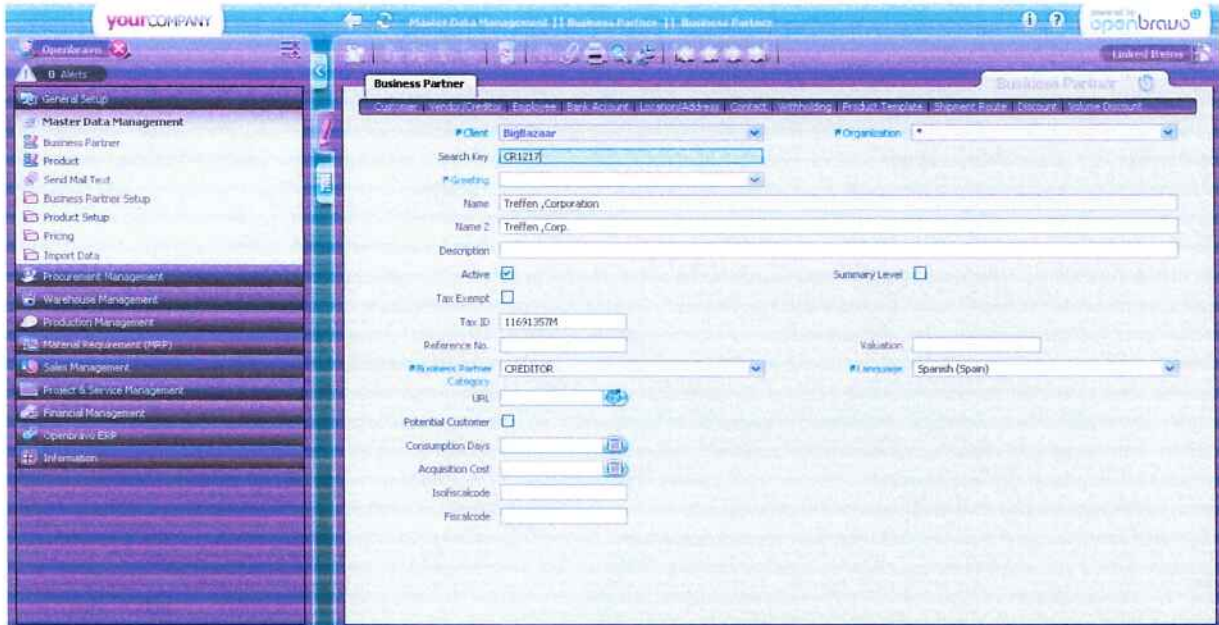 yourCOMPANY
Master Data Management || Business Partner || Business Partner
powered by
openbravo
Openbravo
Linked Items
0 Alerts
Business Partner
Business Partner
General Setup
Customer | Vendor/Creditor | Employee | Bank Account | Location/Address | Contact | Withholding | Product Template | Shipment Route | Discount | Volume Discount
Master Data Management
Client BigBazaar Organization *
Business Partner
Search Key CR1217
Product
Send Mail Text
Greeting
Business Partner Setup
Name Treffen ,Corporation
Product Setup
Name 2 Treffen ,Corp.
Pricing
Description
Import Data
Active Summary Level
Procurement Management
Tax Exempt
Warehouse Management
Tax ID 11691357M
Production Management
Reference No. Valuation
Material Requirement (MRP)
Sales Management
Business Partner Category CREDITOR Language Spanish (Spain)
Project & Service Management
URL
Financial Management
Potential Customer
Openbravo ERP
Consumption Days
Information
Acquisition Cost
Isofiscalcode
Fiscalcode